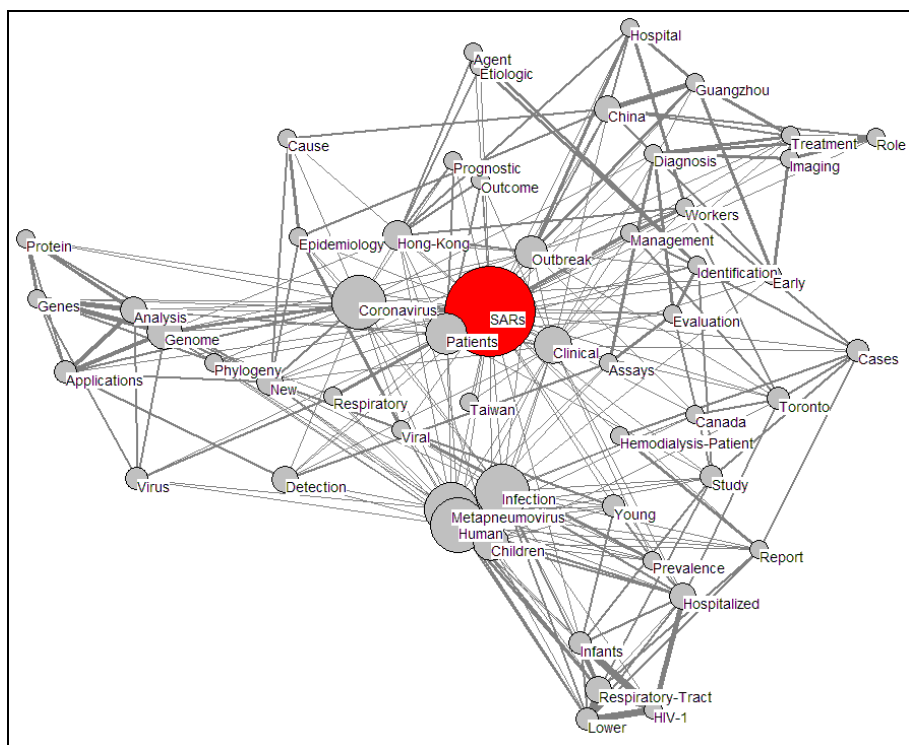 Hospital
Agent
Etiologic
Guangzhou
China
Cause
Treatment
Role
Prognostic
Diagnosis
Imaging
Outcome
Workers
Protein
Epidemiology
Hong-Kong
Management
Outbreak
Identification
Early
Genes
Analysis
Coronavirus
SARs
Evaluation
Genome
Patients
Clinical
Cases
Phylogeny
Assays
Applications
New
Respiratory
Taiwan
Toronto
Canada
Viral
Hemodialysis-Patient
Virus
Detection
Study
Infection
Metapneumovirus
Young
Human
Children
Report
Prevalence
Hospitalized
Infants
Respiratory-Tract
HIV-1
Lower